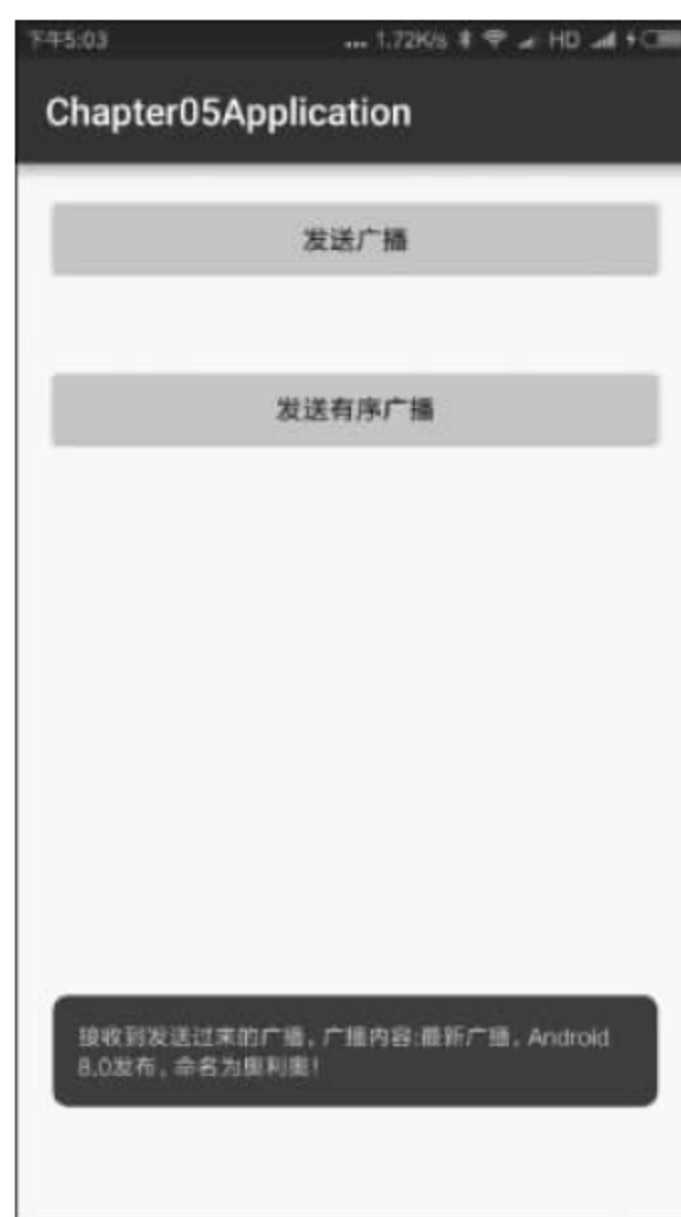 下午5:03 ... 1.72K/s HD
Chapter05Application
发送广播
发送有序广播
接收到发送过来的广播，广播内容:最新广播，Android
8.0发布，命名为奥利奥！